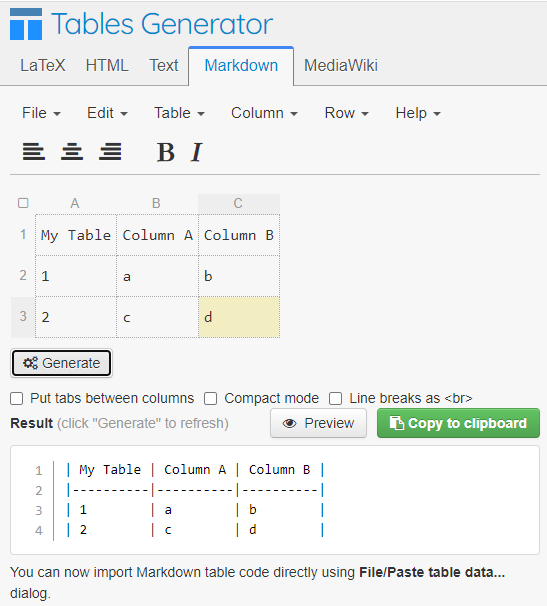 Tables Generator
LaTeX HTML Text Markdown MediaWiki
File Edit Table Column Row Help
B I
A B C
1 My Table Column A Column B
2 1 a b
3 2 c d
Generate
Put tabs between columns Compact mode Line breaks as <br>
Result (click "Generate" to refresh) Preview Copy to clipboard
1 | My Table | Column A | Column B |
2 |----------|----------|----------|
3 | 1        | a        | b        |
4 | 2        | c        | d        |
You can now import Markdown table code directly using File/Paste table data...
dialog.